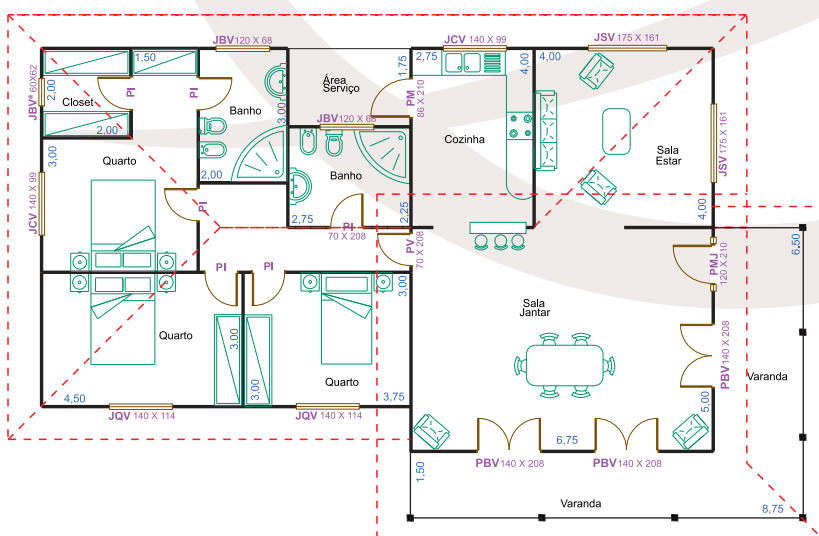 JBV 120 X 68
JCV 140 X 99
JSV 175 X 161
1,50
2,75
4,00
4,00
1,75
JBVª 60X62
2,00
Closet
PI
PI
Banho
3,00
Área
Serviço
PM
86 X 210
JBV 120 X 68
Cozinha
Sala
Estar
JSV 175 X 161
2,00
3,00
Quarto
2,00
Banho
JCV 140 X 99
PI
2,75
PI
70 X 208
2,25
4,00
PV
70 X 208
PMJ
120 X 210
6,50
PI
PI
3,00
Sala
Jantar
Quarto
3,00
3,00
Quarto
PBV 140 X 208
Varanda
4,50
3,75
5,00
JQV 140 X 114
JQV 140 X 114
6,75
PBV 140 X 208
PBV 140 X 208
1,50
Varanda
8,75